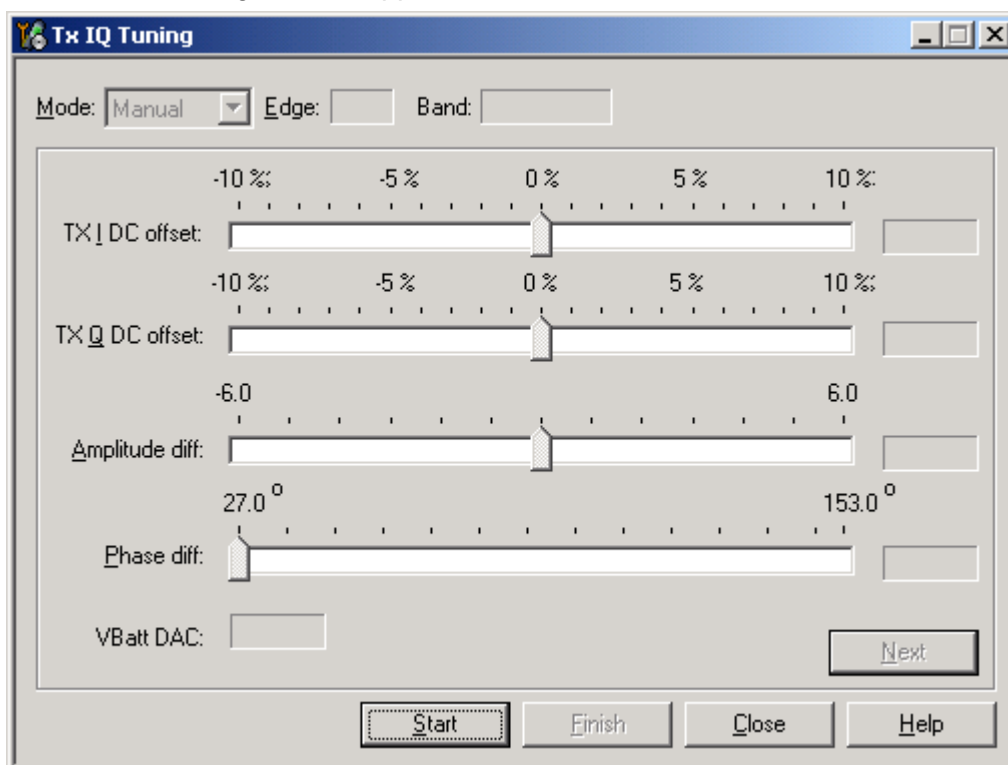 Tx IQ Tuning
Mode: Manual Edge: Band:
-10 %; -5 % 0 % 5 % 10 %:
TX I DC offset:
-10 %; -5 % 0 % 5 % 10 %;
TX Q DC offset:
-6.0 6.0
Amplitude diff:
27.0 o 153.0 o
Phase diff:
VBatt DAC:
Next
Start Finish Close Help